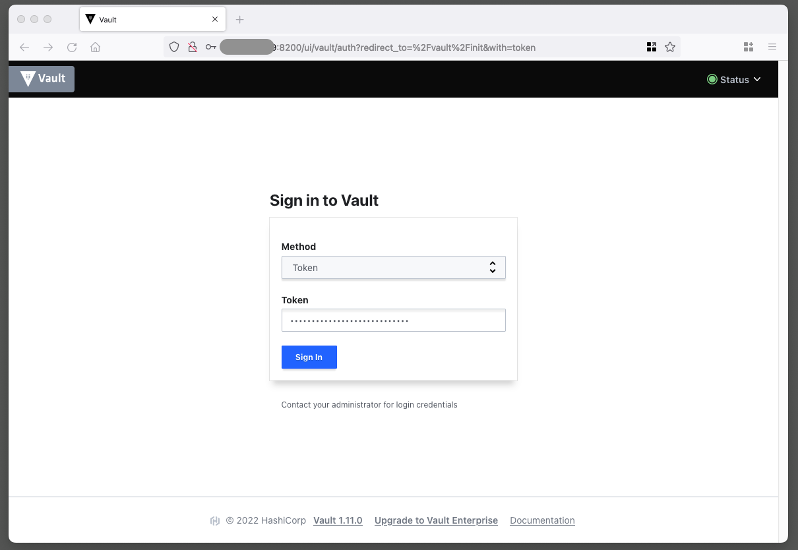 Vault
:8200/ui/vault/auth?redirect_to=%2Fvault%2Finit&with=token
Vault
Status
Sign in to Vault
Method
Token
Token
Sign In
Contact your administrator for login credentials
© 2022 HashiCorp Vault 1.11.0 Upgrade to Vault Enterprise Documentation